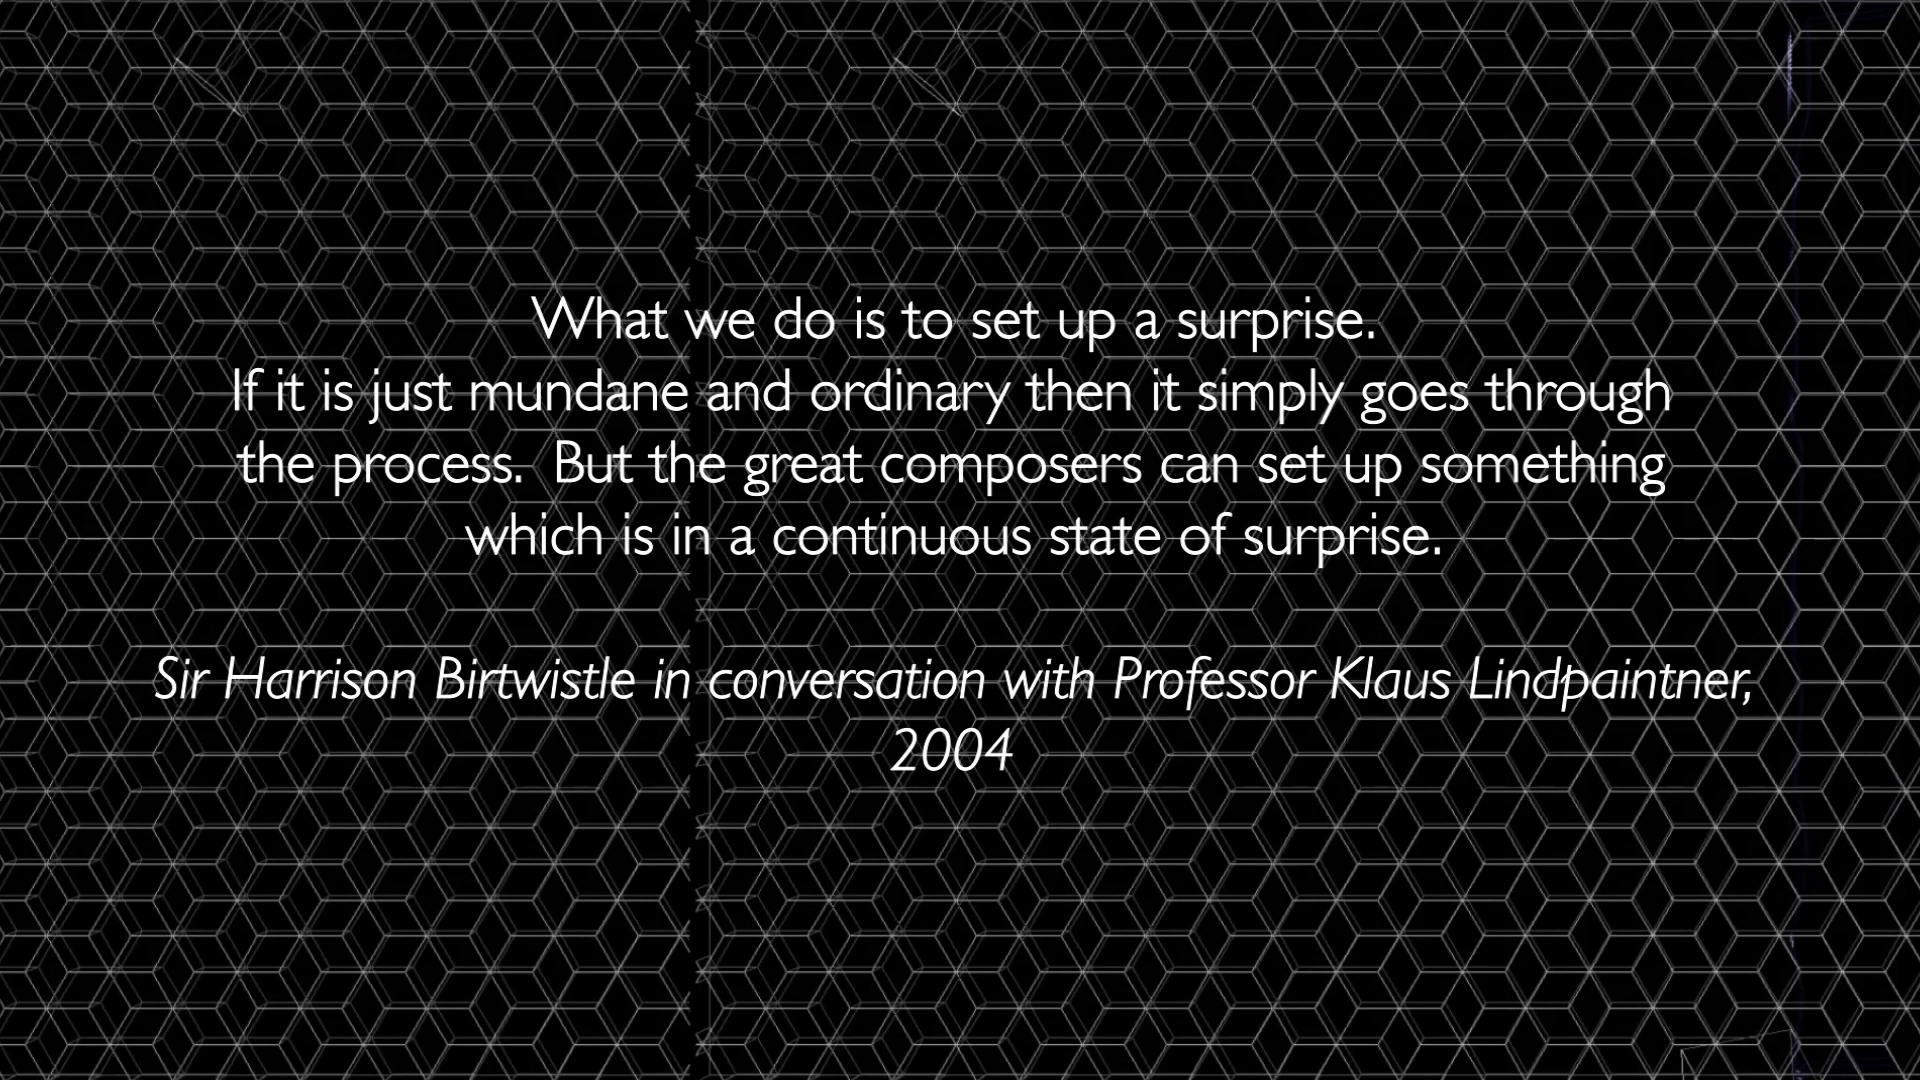 What we do is to set up a surprise.
If it is just mundane and ordinary then it simply goes through
the process.  But the great composers can set up something
which is in a continuous state of surprise.
Sir Harrison Birtwistle in conversation with Professor Klaus Lindpaintner,
2004